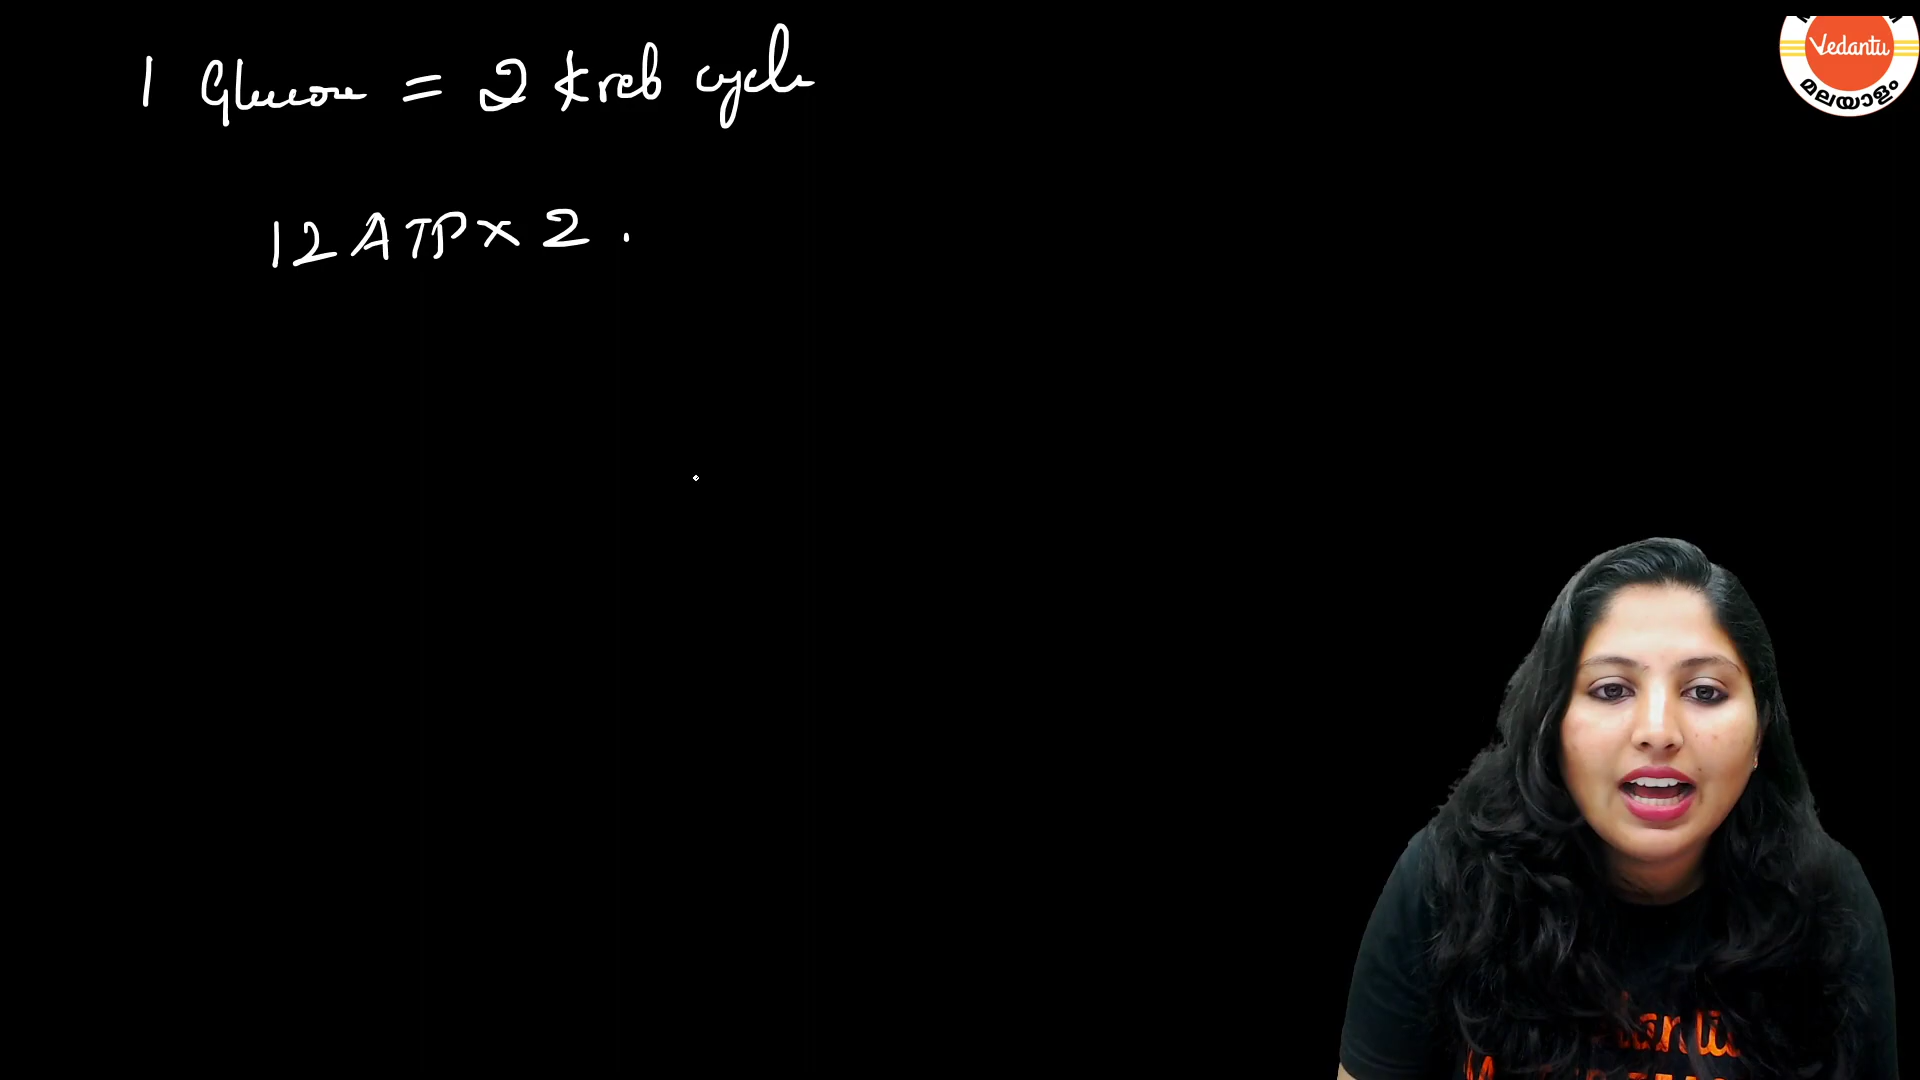 1 Glucose = 2 Kreb cycle
12 ATP x 2 .
Vedantu
മലയാളം